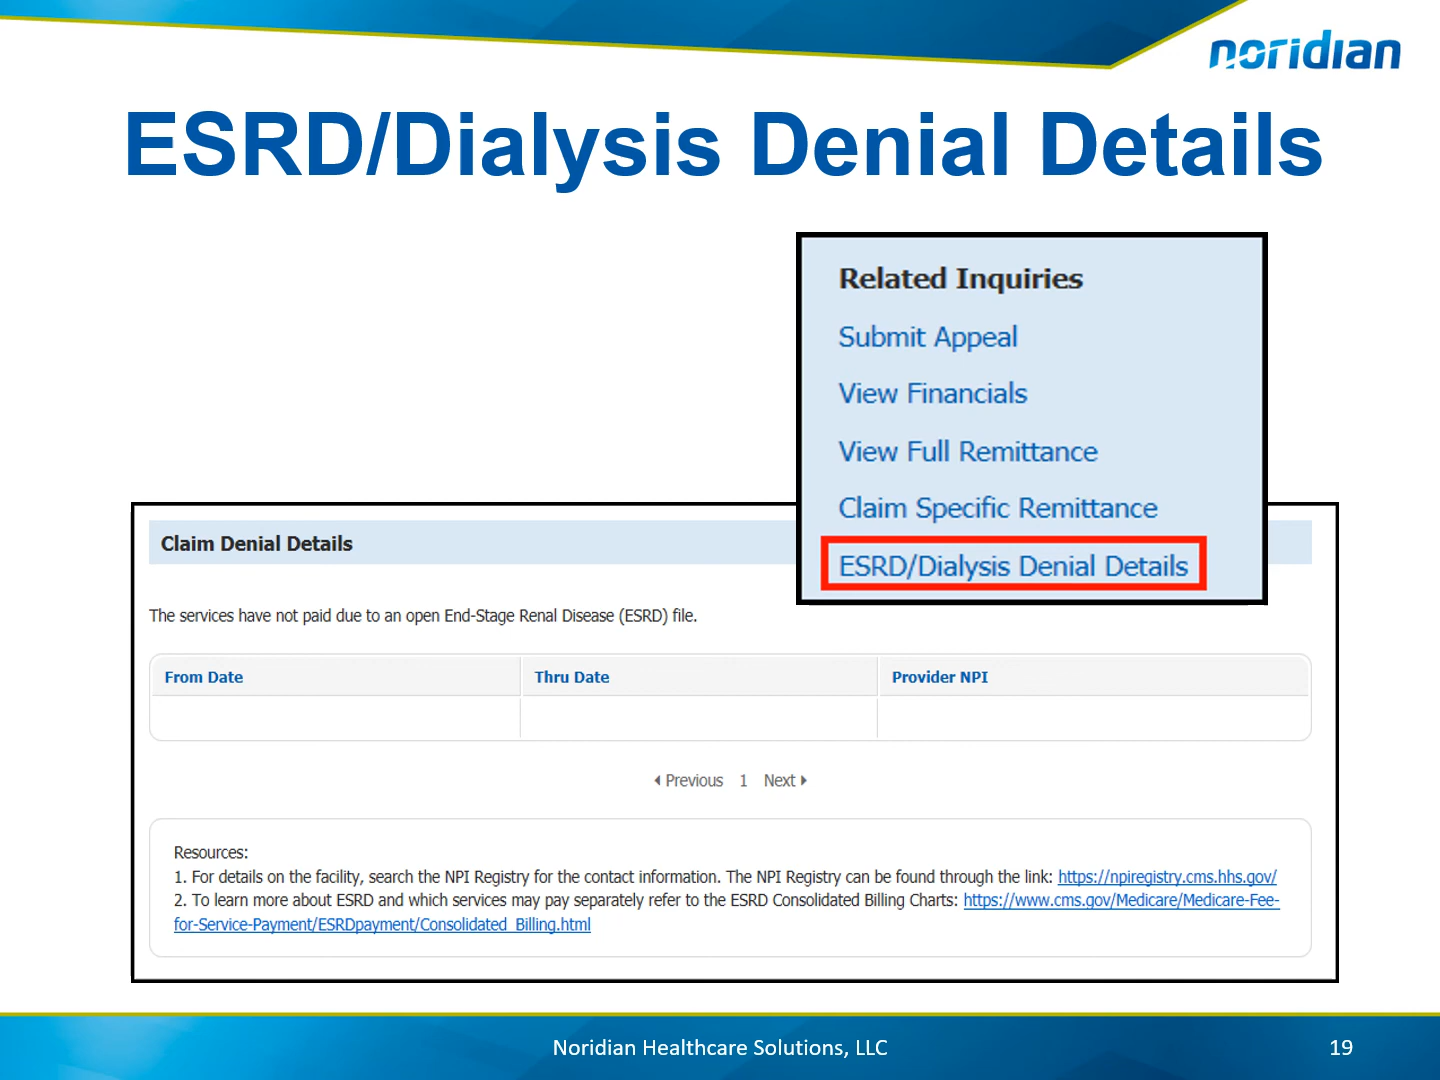 noridian
ESRD/Dialysis Denial Details
Related Inquiries
Submit Appeal
View Financials
View Full Remittance
Claim Specific Remittance
ESRD/Dialysis Denial Details
Claim Denial Details
The services have not paid due to an open End-Stage Renal Disease (ESRD) file.
From Date
Thru Date
Provider NPI
Previous 1 Next
Resources:
1. For details on the facility, search the NPI Registry for the contact information. The NPI Registry can be found through the link: https://npiregistry.cms.hhs.gov/
2. To learn more about ESRD and which services may pay separately refer to the ESRD Consolidated Billing Charts: https://www.cms.gov/Medicare/Medicare-Fee-
for-Service-Payment/ESRDpayment/Consolidated_Billing.html
Noridian Healthcare Solutions, LLC
19